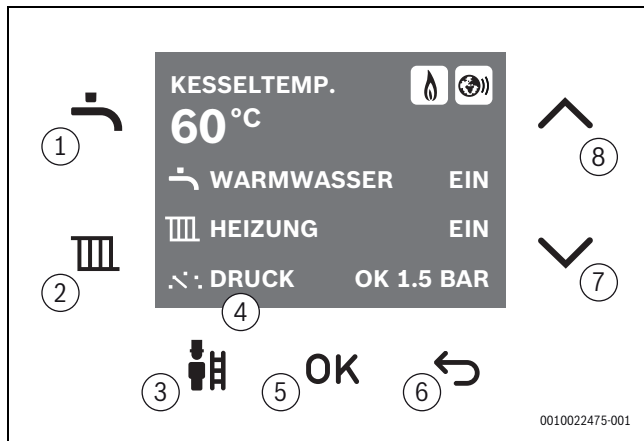 KESSELTEMP.
60°C
WARMWASSER EIN
HEIZUNG EIN
DRUCK OK 1.5 BAR
1
2
3
4
5
OK
6
7
8
0010022475-001